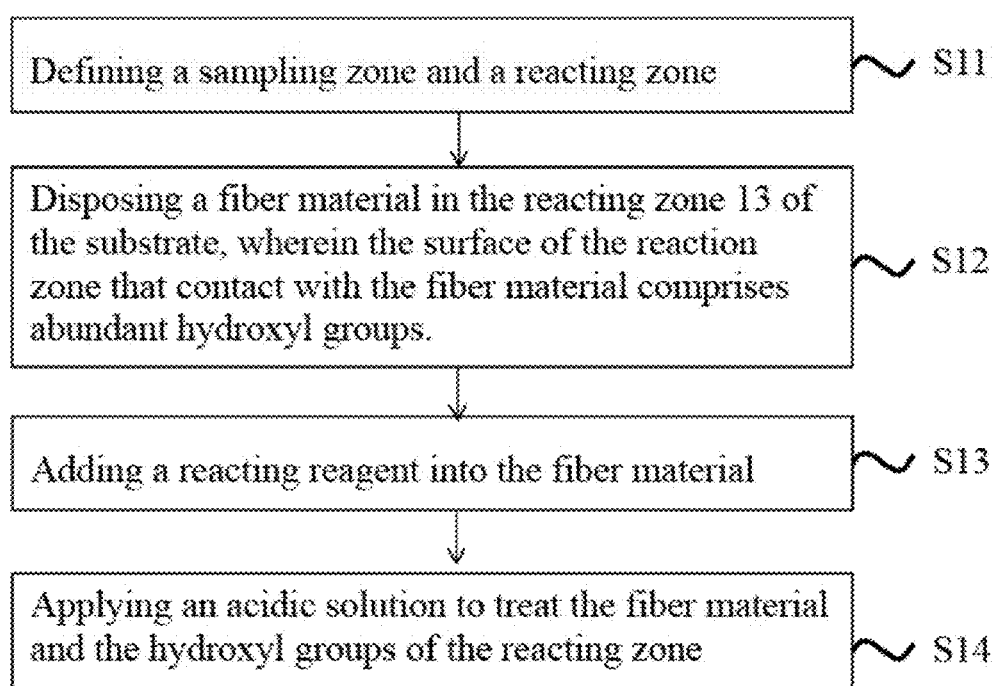 Defining a sampling zone and a reacting zone
S11
Disposing a fiber material in the reacting zone 13 of
the substrate, wherein the surface of the reaction
zone that contact with the fiber material comprises
abundant hydroxyl groups.
S12
Adding a reacting reagent into the fiber material
S13
Applying an acidic solution to treat the fiber material
and the hydroxyl groups of the reacting zone
S14